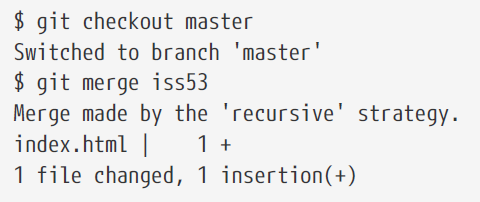 $ git checkout master
Switched to branch 'master'
$ git merge iss53
Merge made by the 'recursive' strategy.
index.html |    1 +
1 file changed, 1 insertion(+)